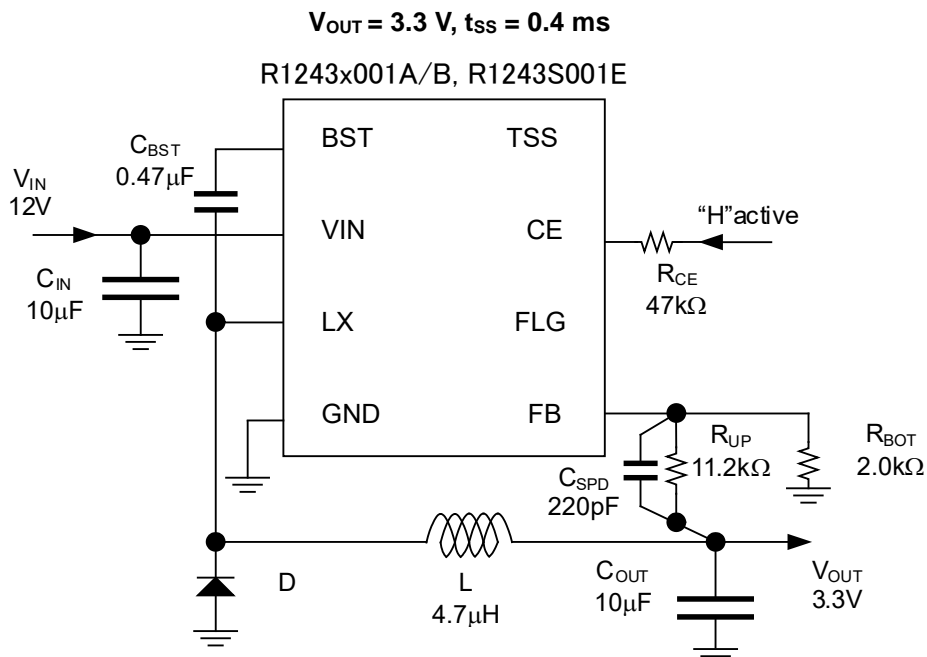 VOUT = 3.3 V, tSS = 0.4 ms
R1243x001A/B, R1243S001E
BST
TSS
CBST
0.47μF
VIN
12V
VIN
CE
“H”active
RCE
47kΩ
CIN
10μF
LX
FLG
GND
FB
RUP
11.2kΩ
RBOT
2.0kΩ
CSPD
220pF
D
L
4.7μH
COUT
10μF
VOUT
3.3V